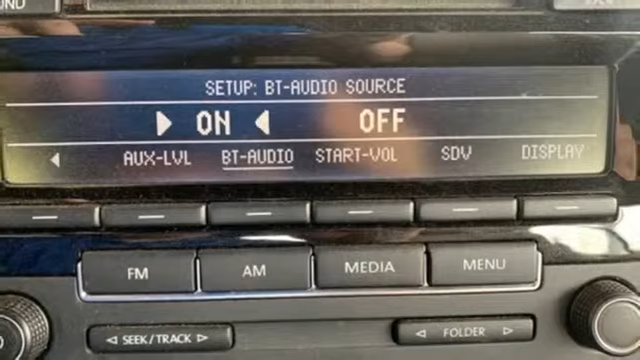 SETUP: BT-AUDIO SOURCE
ON OFF
AUX-LVL BT-AUDIO START-VOL SDV DISPLAY
FM AM MEDIA MENU
SEEK/TRACK FOLDER